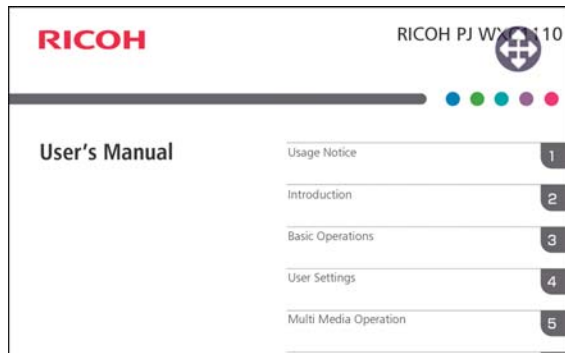 RICOH
RICOH PJ
User's Manual
Usage Notice
1
Introduction
2
Basic Operations
3
User Settings
4
Multi Media Operation
5